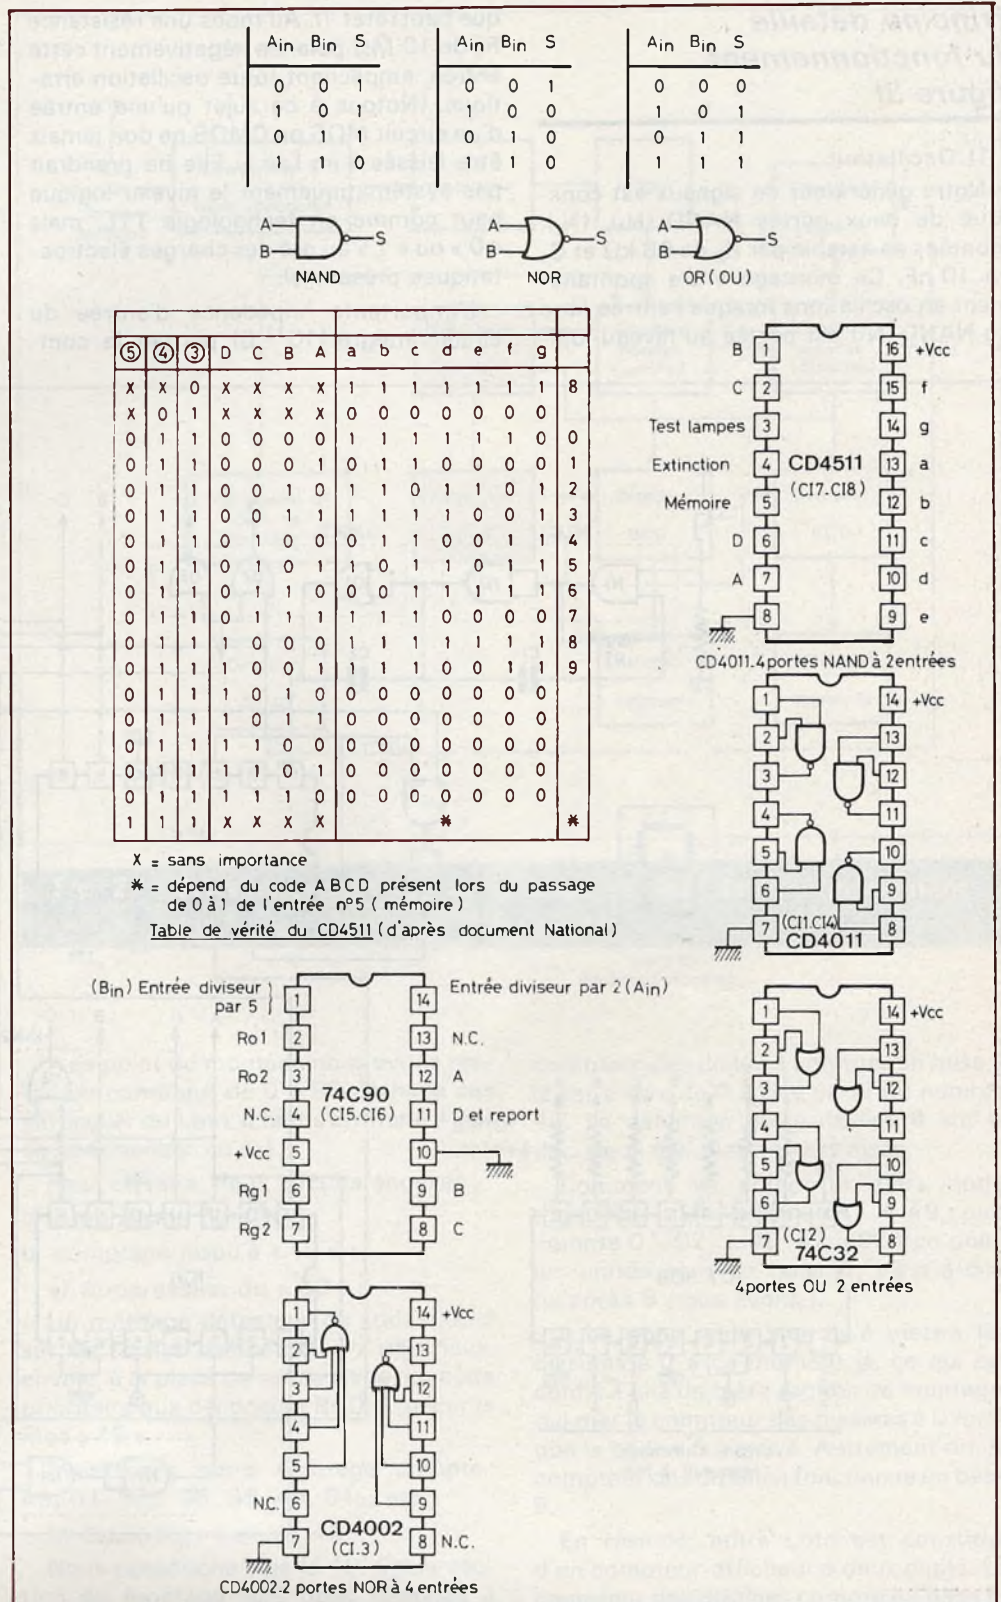 Ain Bin S Ain Bin S Ain Bin S
0 0 1 0 0 1 0 0 0
1 0 1 1 0 0 1 0 1
0 1 1 0 1 0 0 1 1
1 1 0 1 1 0 1 1 1
A B S A B S A B S
NAND NOR OR (OU)
⑤ ④ ③ D C B A a b c d e f g
X X 0 X X X X 1 1 1 1 1 1 1 8
X 0 1 X X X X 0 0 0 0 0 0 0
0 1 1 0 0 0 0 1 1 1 1 1 1 0 0
0 1 1 0 0 0 1 0 1 1 0 0 0 0 1
0 1 1 0 0 1 0 1 1 0 1 1 0 1 2
0 1 1 0 0 1 1 1 1 1 1 0 0 1 3
0 1 1 0 1 0 0 0 1 1 0 0 1 1 4
0 1 1 0 1 0 1 1 0 1 1 0 1 1 5
0 1 1 0 1 1 0 0 0 1 1 1 1 1 6
0 1 1 0 1 1 1 1 1 1 0 0 0 0 7
0 1 1 1 0 0 0 1 1 1 1 1 1 1 8
0 1 1 1 0 0 1 1 1 1 0 0 1 1 9
0 1 1 1 0 1 0 0 0 0 0 0 0 0
0 1 1 1 0 1 1 0 0 0 0 0 0 0
0 1 1 1 1 0 0 0 0 0 0 0 0 0
0 1 1 1 1 0 1 0 0 0 0 0 0 0
0 1 1 1 1 1 0 0 0 0 0 0 0 0
1 1 1 X X X X * *
X = sans importance
* = dépend du code A B C D présent lors du passage
de 0 à 1 de l'entrée n°5 ( mémoire )
Table de vérité du CD4511 (d'après document National)
B 1 16 +Vcc
C 2 15 f
Test lampes 3 14 g
Extinction 4 CD4511 13 a
(CI7.CI8)
Mémoire 5 12 b
D 6 11 c
A 7 10 d
8 9 e
CD4011.4 portes NAND à 2 entrées
1 14 +Vcc
2 13
3 12
4 11
5 10
6 9
7 (CI1.CI4) 8
CD4011
(Bin) Entrée diviseur par 5 1 14 Entrée diviseur par 2 (Ain)
Ro1 2 13 N.C.
Ro2 3 12 A
74C90
N.C. 4 (CI5.CI6) 11 D et report
+Vcc 5 10
Rg1 6 9 B
Rg2 7 8 C
1 14 +Vcc
2 13
3 12
4 11
5 10
6 9
7 (CI2) 8
74C32
4 portes OU 2 entrées
1 14 +Vcc
2 13
3 12
4 11
5 10
N.C. 6 9
CD4002
7 (CI.3) 8 N.C.
CD4002.2 portes NOR à 4 entrées